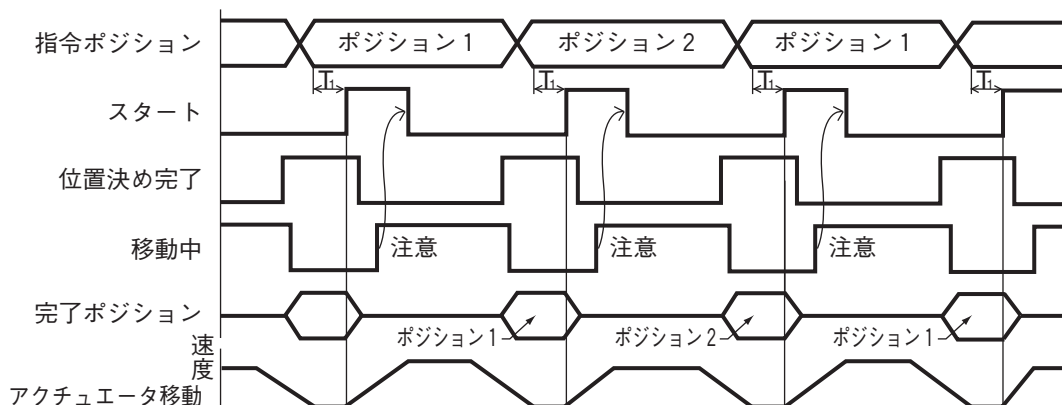 指令ポジション
ポジション1
ポジション2
ポジション1
T₁
T₁
T₁
T₁
スタート
位置決め完了
移動中
注意
注意
注意
完了ポジション
ポジション1
ポジション2
ポジション1
速度
アクチュエータ移動